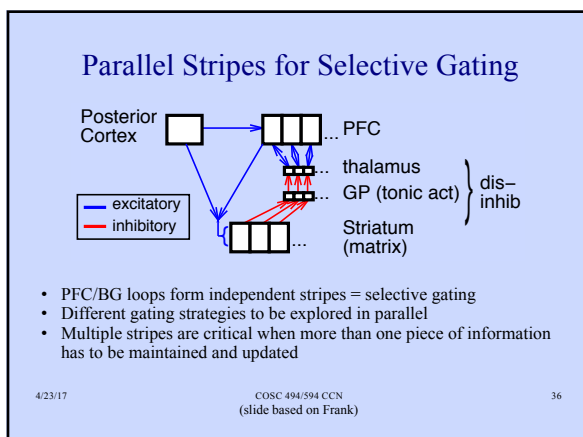 Parallel Stripes for Selective Gating
Posterior
Cortex
... PFC
... thalamus
... GP (tonic act)
dis-
inhib
excitatory
inhibitory
... Striatum
(matrix)
• PFC/BG loops form independent stripes = selective gating
• Different gating strategies to be explored in parallel
• Multiple stripes are critical when more than one piece of information
has to be maintained and updated
4/23/17
COSC 494/594 CCN
(slide based on Frank)
36